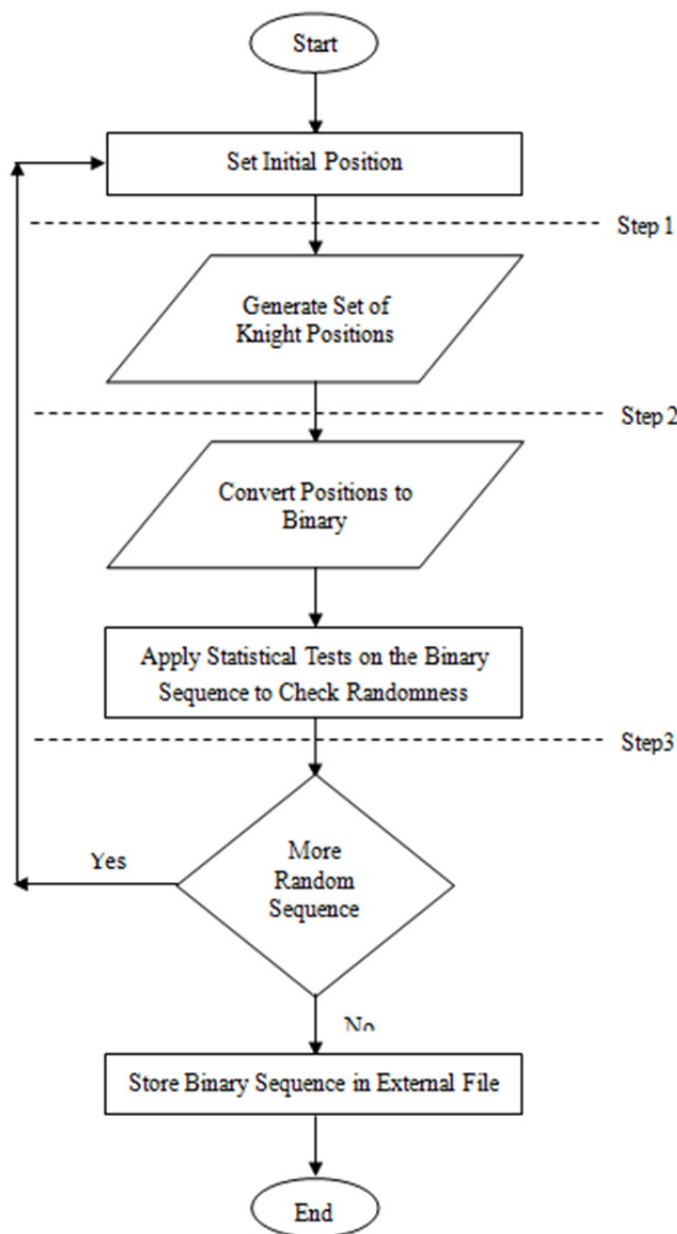 Start
Set Initial Position
Step 1
Generate Set of
Knight Positions
Step 2
Convert Positions to
Binary
Apply Statistical Tests on the Binary
Sequence to Check Randomness
Step3
Yes
More
Random
Sequence
No
Store Binary Sequence in External File
End